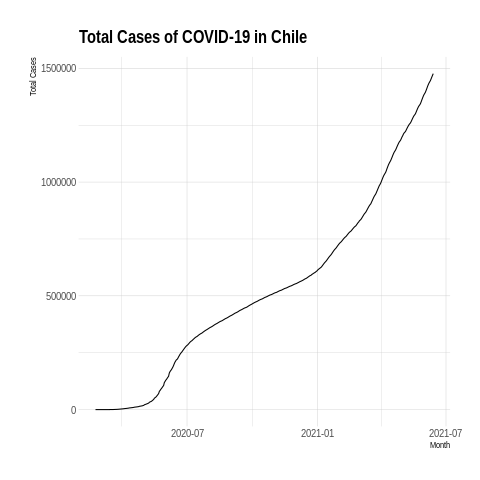 Total Cases of COVID-19 in Chile
Total Cases
1500000
1000000
500000
0
2020-07
2021-01
2021-07
Month